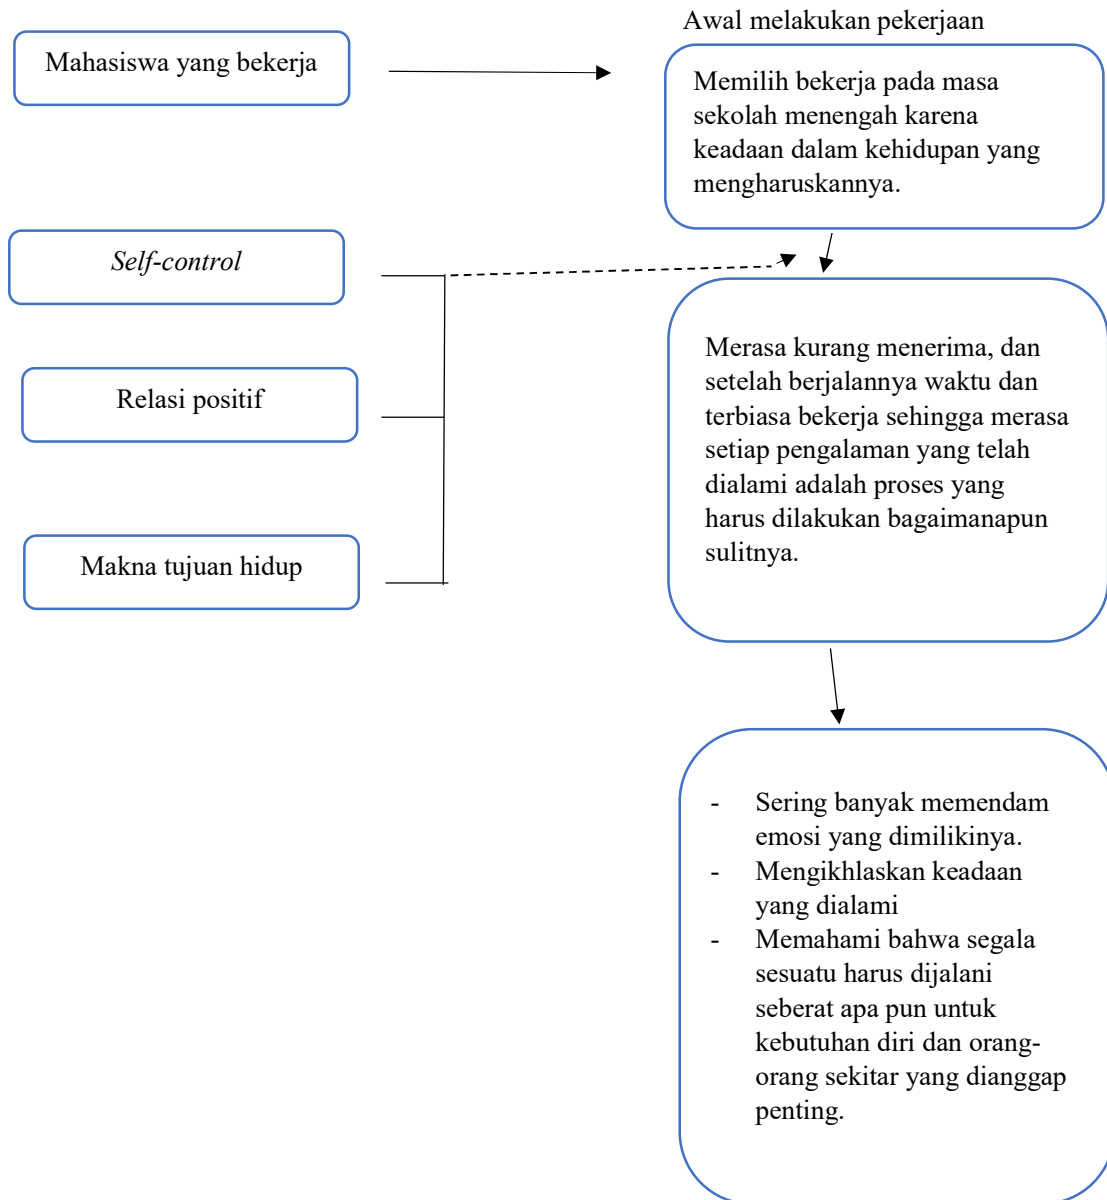 Awal melakukan pekerjaan
Mahasiswa yang bekerja
Memilih bekerja pada masa
sekolah menengah karena
keadaan dalam kehidupan yang
mengharuskannya.
Self-control
Relasi positif
Makna tujuan hidup
Merasa kurang menerima, dan
setelah berjalannya waktu dan
terbiasa bekerja sehingga merasa
setiap pengalaman yang telah
dialami adalah proses yang
harus dilakukan bagaimanapun
sulitnya.
- Sering banyak memendam
emosi yang dimilikinya.
- Mengikhlaskan keadaan
yang dialami
- Memahami bahwa segala
sesuatu harus dijalani
seberat apa pun untuk
kebutuhan diri dan orang-
orang sekitar yang dianggap
penting.